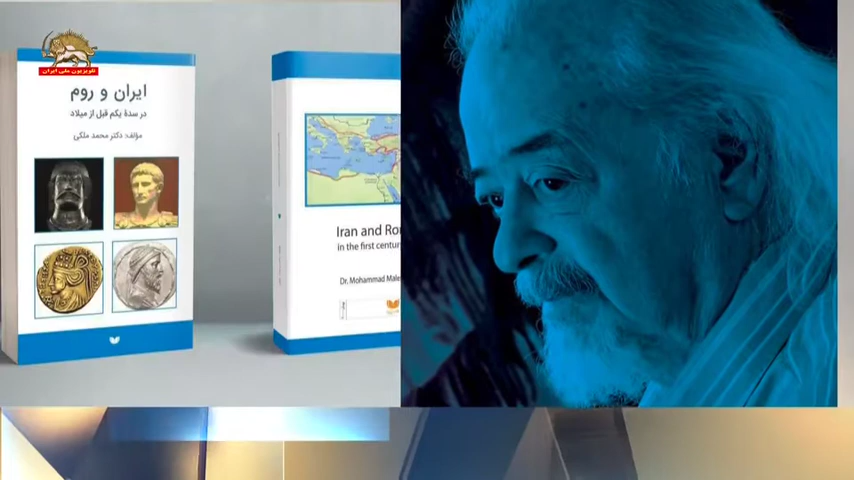 تلویزیون ملی ایران
ایران و روم
در سدهٔ یکم قبل از میلاد
مؤلف: دکتر محمد ملکی
Iran and Ro
in the first century
Dr. Mohammad Male